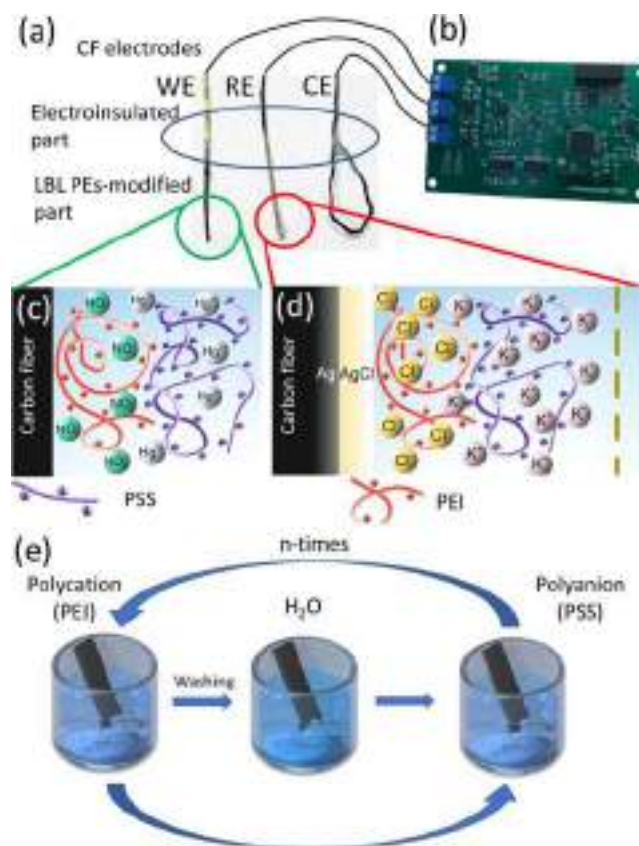 (a)
(b)
CF electrodes
WE
RE
CE
Electroinsulated
part
LBL PEs-modified
part
(c)
(d)
Carbon fiber
Carbon fiber
Ag
AgCl
PSS
PEI
(e)
n-times
Polycation
(PEI)
H₂O
Polyanion
(PSS)
Washing